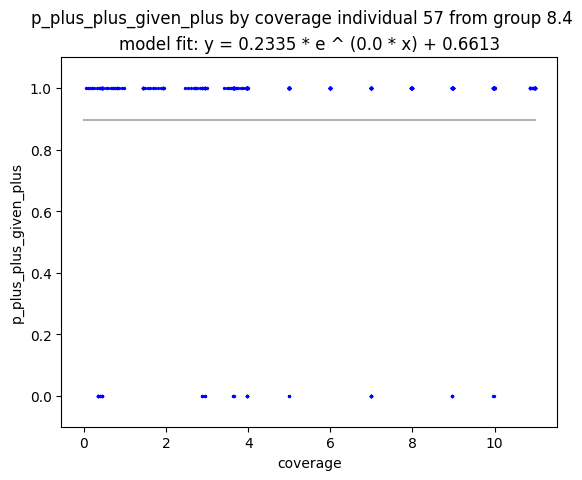 p_plus_plus_given_plus by coverage individual 57 from group 8.4
model fit: y = 0.2335 * e ^ (0.0 * x) + 0.6613
1.0
0.8
0.6
0.4
0.2
0.0
p_plus_plus_given_plus
0 2 4 6 8 10
coverage